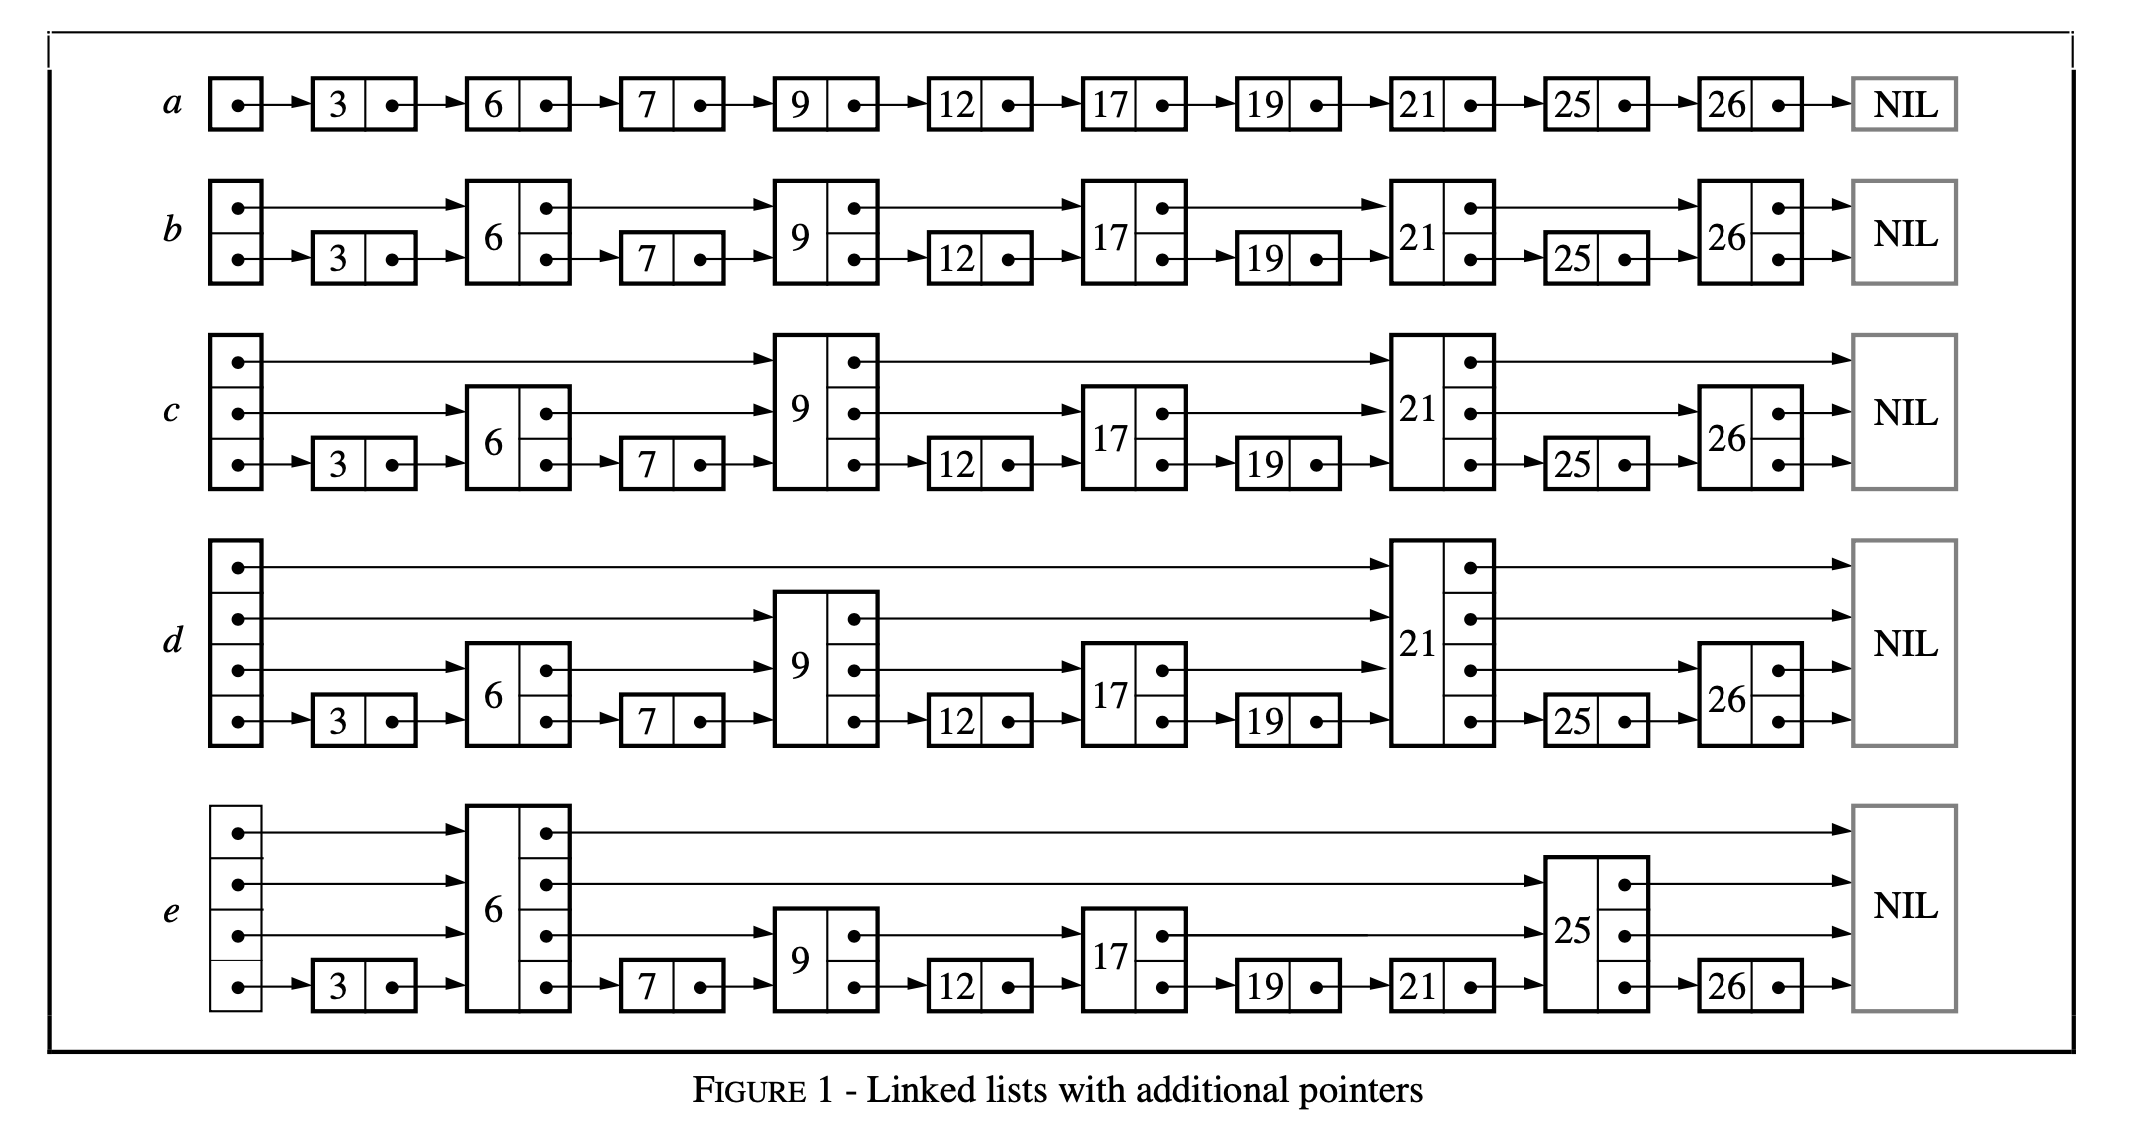 a 3 6 7 9 12 17 19 21 25 26 NIL
b 3 6 7 9 12 17 19 21 25 26 NIL
c 3 6 7 9 12 17 19 21 25 26 NIL
d 3 6 7 9 12 17 19 21 25 26 NIL
e 3 6 7 9 12 17 19 21 25 26 NIL
FIGURE 1 - Linked lists with additional pointers